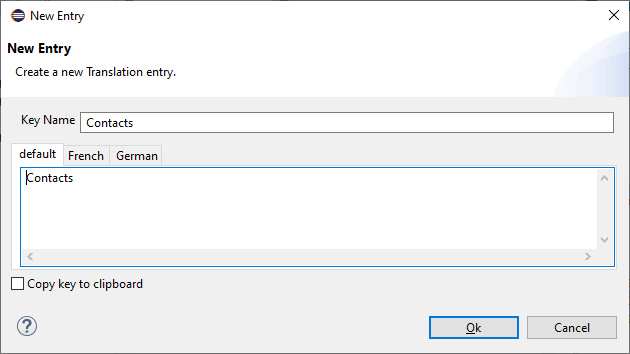 New Entry
New Entry
Create a new Translation entry.
Key Name Contacts
default French German
Contacts
Copy key to clipboard
? Ok Cancel